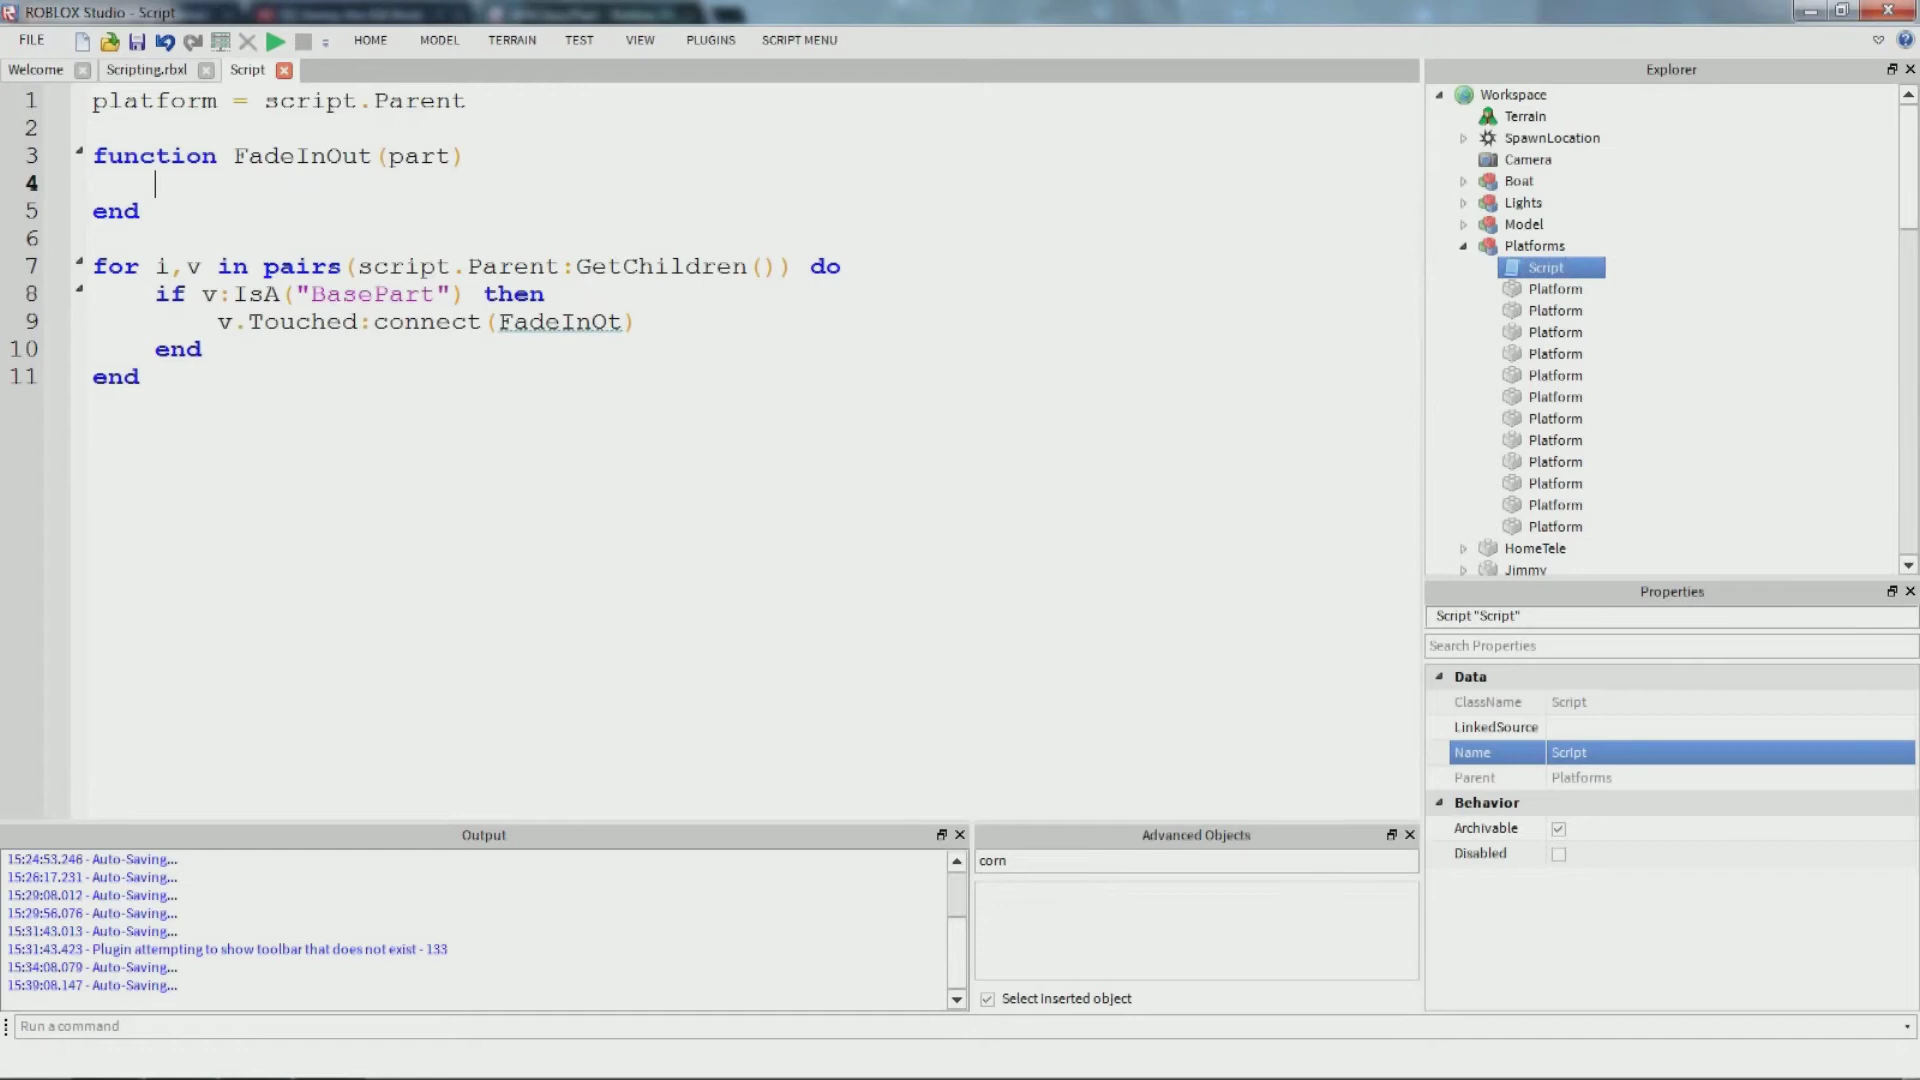 ROBLOX Studio - Script
FILE HOME MODEL TERRAIN TEST VIEW PLUGINS SCRIPT MENU
Welcome Scripting.rbxl Script
1 platform = script.Parent
2
3 function FadeInOut(part)
4
5 end
6
7 for i,v in pairs(script.Parent:GetChildren()) do
8 if v:IsA("BasePart") then
9 v.Touched:connect(FadeInOt)
10 end
11 end
Explorer
Workspace
Terrain
SpawnLocation
Camera
Boat
Lights
Model
Platforms
Script
Platform
Platform
Platform
Platform
Platform
Platform
Platform
Platform
Platform
Platform
Platform
Platform
HomeTele
Jimmy
Properties
Script "Script"
Search Properties
Data
ClassName Script
LinkedSource
Name Script
Parent Platforms
Behavior
Archivable
Disabled
Output
15:24:53.246 - Auto-Saving...
15:26:17.231 - Auto-Saving...
15:29:08.012 - Auto-Saving...
15:29:56.076 - Auto-Saving...
15:31:43.013 - Auto-Saving...
15:31:43.423 - Plugin attempting to show toolbar that does not exist - 133
15:34:08.079 - Auto-Saving...
15:39:08.147 - Auto-Saving...
Advanced Objects
corn
Select inserted object
Run a command